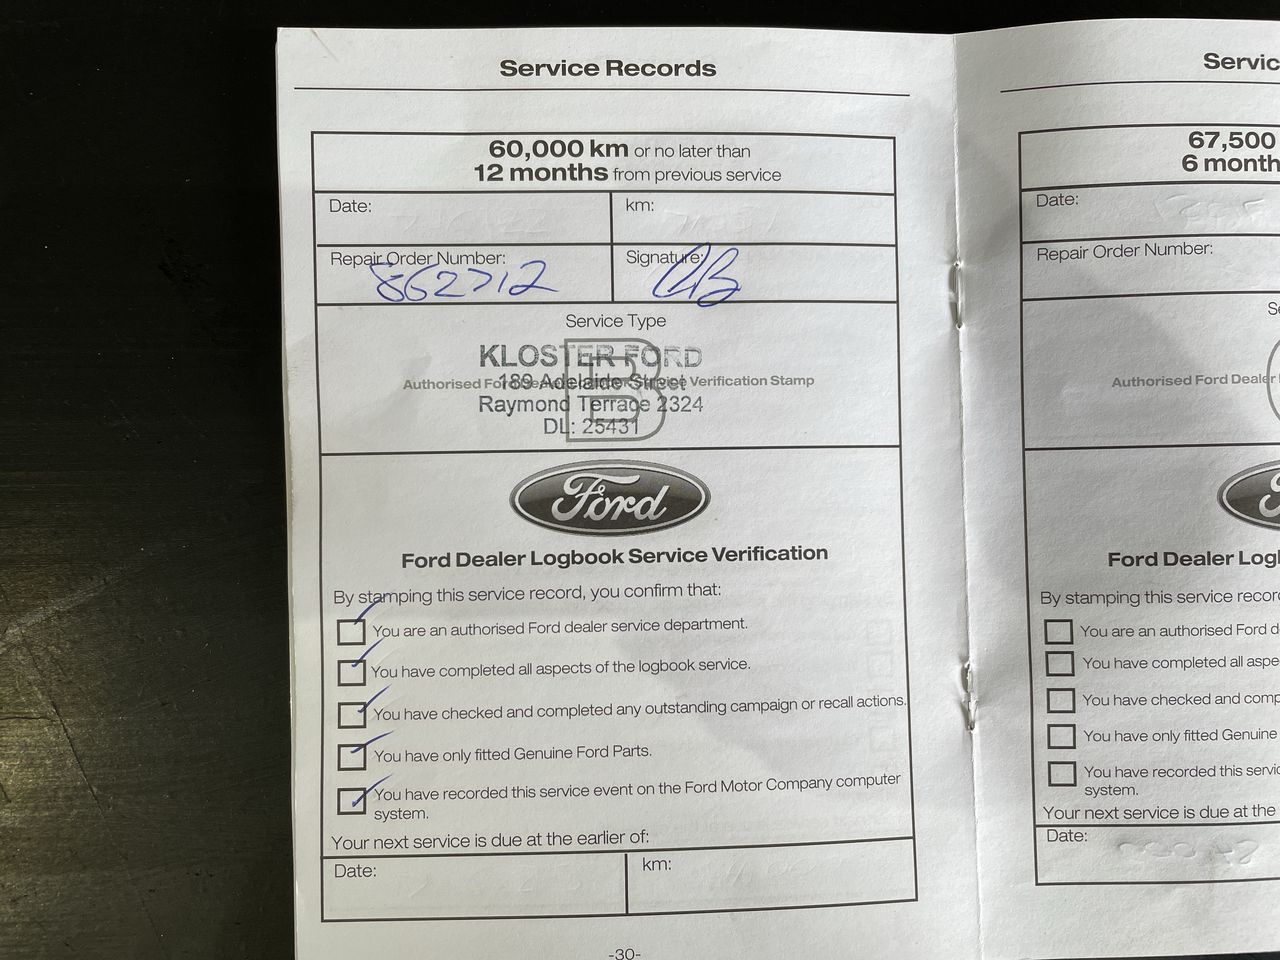 Service Records
60,000 km or no later than
12 months from previous service
Date:
km:
Repair Order Number:
862712
Signature:
Service Type
B
KLOSTER FORD
Authorised Ford Dealer Service Verification Stamp
189 Adelaide Street
Raymond Terrace 2324
DL: 25431
Ford
Ford Dealer Logbook Service Verification
By stamping this service record, you confirm that:
You are an authorised Ford dealer service department.
You have completed all aspects of the logbook service.
You have checked and completed any outstanding campaign or recall actions.
You have only fitted Genuine Ford Parts.
You have recorded this service event on the Ford Motor Company computer
system.
Your next service is due at the earlier of:
Date:
km:
-30-
Servic
67,500
6 month
Date:
Repair Order Number:
Se
Authorised Ford Dealer
Ford Dealer Log
By stamping this service recor
You are an authorised Ford d
You have completed all aspe
You have checked and comp
You have only fitted Genuine
You have recorded this servic
system.
Your next service is due at the
Date: